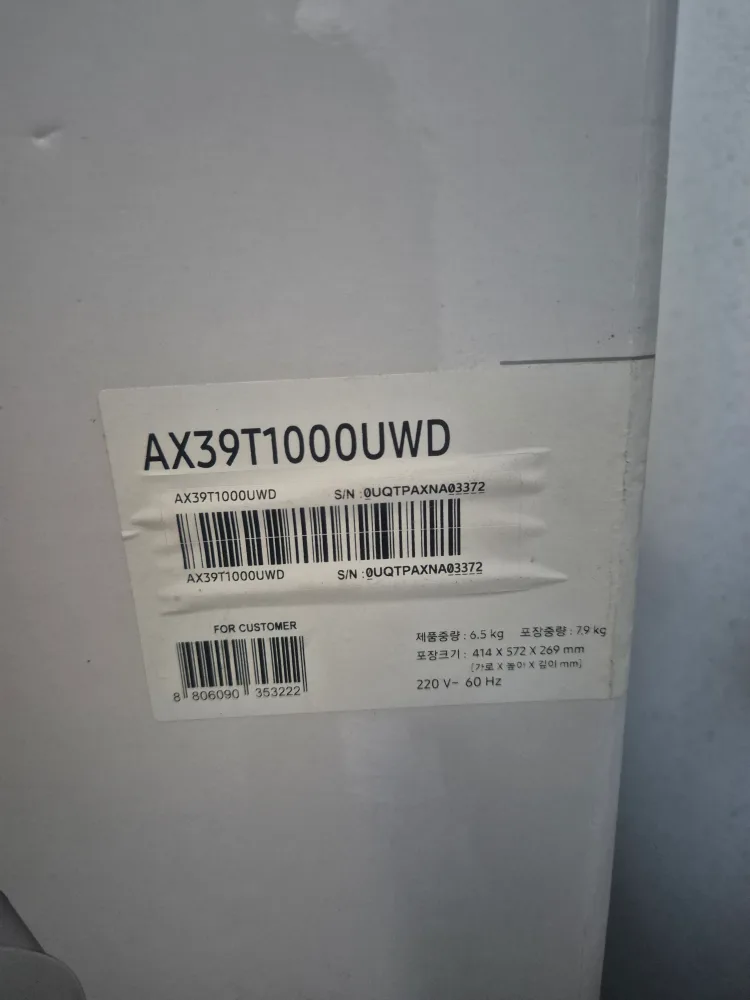 AX39T1000UWD
AX39T1000UWD S/N :0UQTPAXNA03372
AX39T1000UWD S/N :0UQTPAXNA03372
FOR CUSTOMER
8 806090 353222
제품중량 : 6.5 kg 포장중량 : 7.9 kg
포장크기 : 414 X 572 X 269 mm
(가로 X 높이 X 깊이 mm)
220 V~ 60 Hz